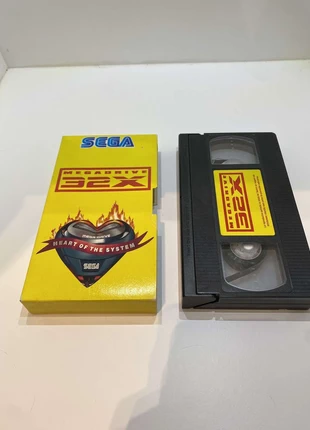 SEGA
MEGADRIVE
32X
HEART OF THE SYSTEM
SEGA
MEGADRIVE
32X